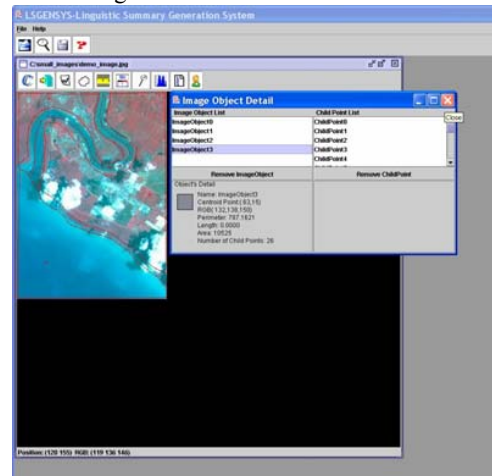 LSGENSYS-Linguistic Summary Generation System
File Help
C:\small_images\demo_image.jpg
Image Object Detail
Close
Image Object List Child Point List
ImageObject0 ChildPoint0
ImageObject1 ChildPoint1
ImageObject2 ChildPoint2
ImageObject3 ChildPoint3
ChildPoint4
Remove ImageObject Remove ChildPoint
Object's Detail
Name: ImageObject3
Centroid Point:( 93,15)
RGB( 132,138,150)
Perimeter: 787.1821
Length: 0.0000
Area: 10525
Number of Child Points: 26
Position: (128 155) RGB: (119 136 146)